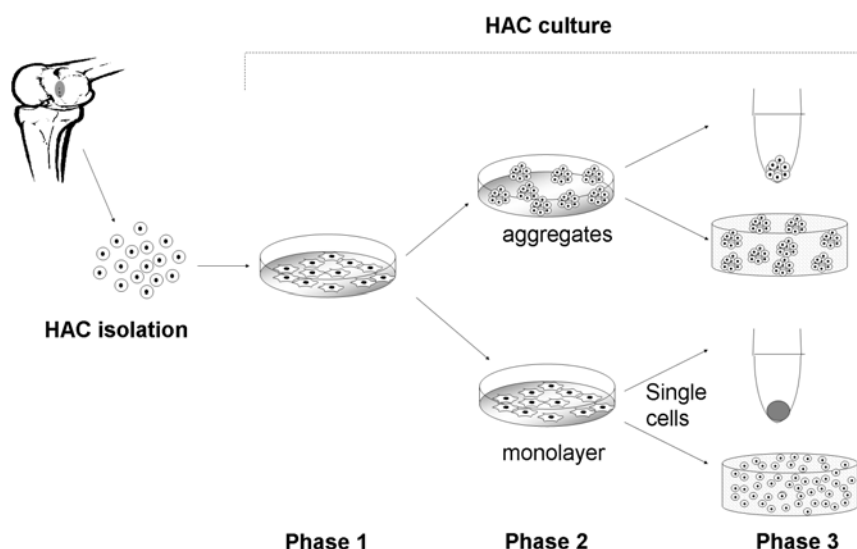 HAC culture
HAC isolation
aggregates
monolayer
Single
cells
Phase 1
Phase 2
Phase 3